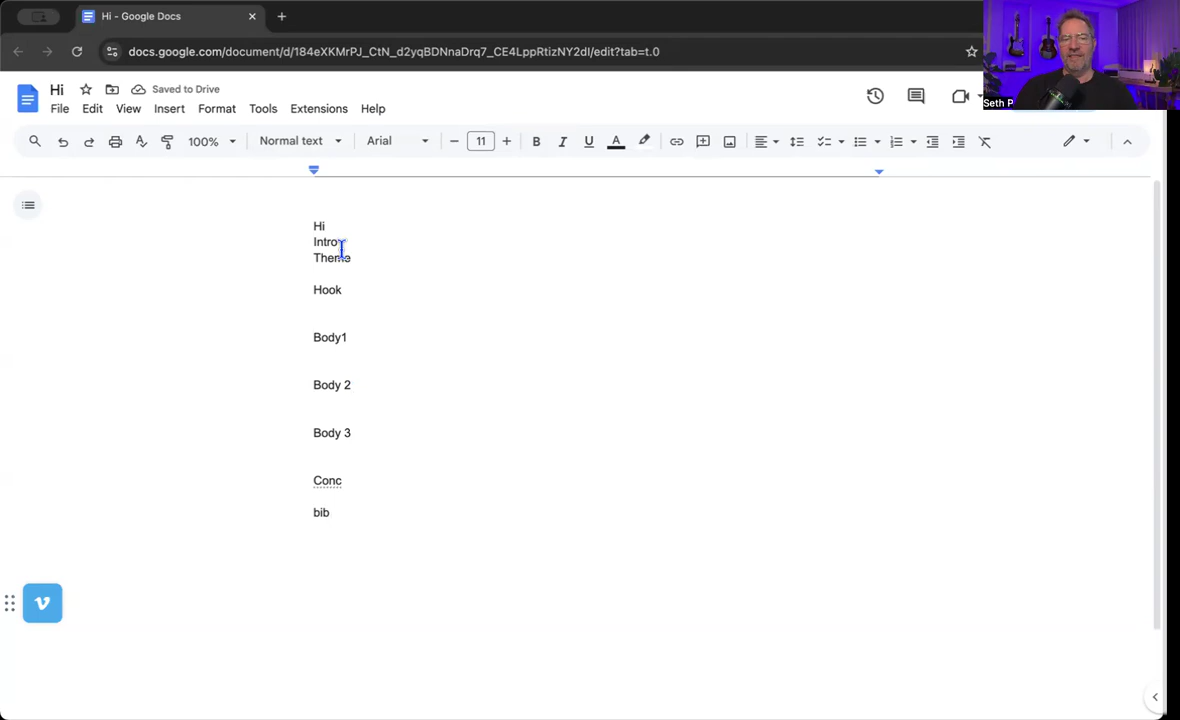 Hi - Google Docs
docs.google.com/document/d/184eXKMrPJ_CtN_d2yqBDNnaDrq7_CE4LppRtizNY2dI/edit?tab=t.0
Seth P
Hi Saved to Drive
File Edit View Insert Format Tools Extensions Help
100% Normal text Arial 11
Hi
Intro
Theme
Hook
Body1
Body 2
Body 3
Conc
bib